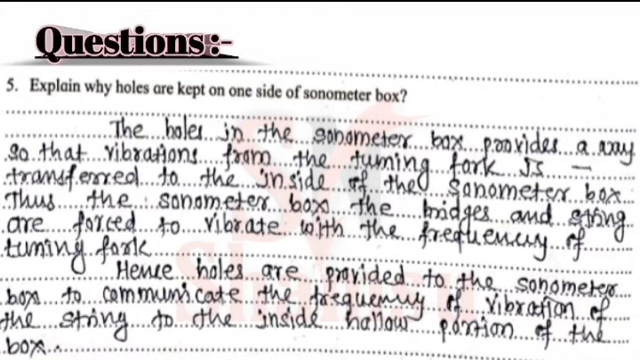 Questions:-
5. Explain why holes are kept on one side of sonometer box?
The holes in the sonometer box provides a way
so that vibrations from the tuming fork is -
transferred to the inside of the sonometer box.
Thus the sonometer box the bridges and string
are forced to vibrate with the frequency of
tuming fork.
Hence holes are provided to the sonometer
box to communicate the frequency of vibration of
the string to the inside hallow portion of the
box.